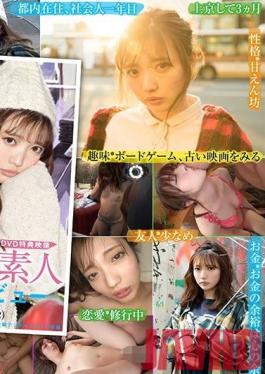 都内在住、社会人一年目
上京して3ヵ月
性格*甘えん坊
趣味*ボードゲーム、古い映画をみる
DVD特典映像
素人
ビュー
友人*少なめ
恋愛*修行中
お金*お金の余裕